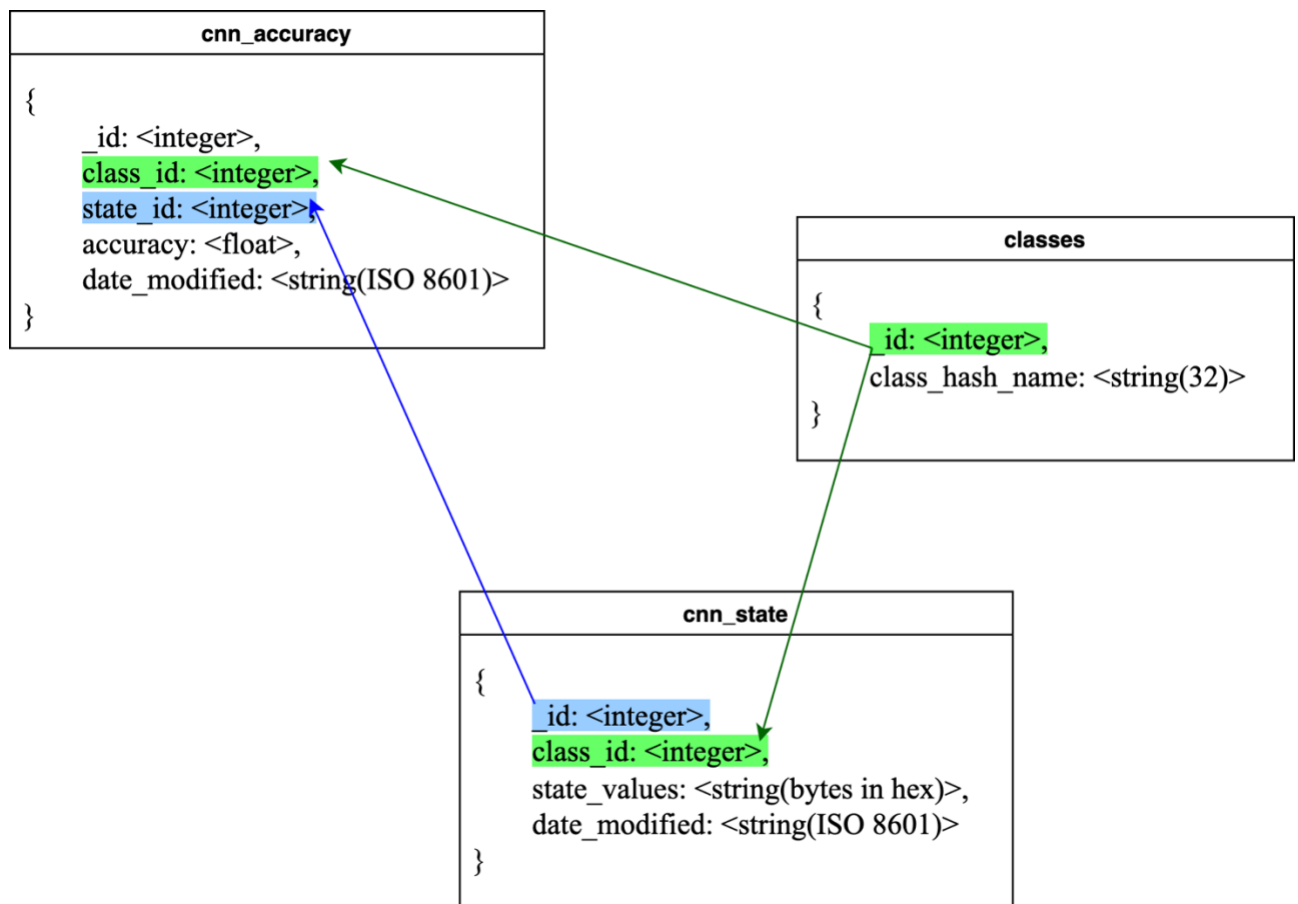 cnn_accuracy
{
_id: <integer>,
class_id: <integer>,
state_id: <integer>,
accuracy: <float>,
date_modified: <string(ISO 8601)>
}
classes
{
_id: <integer>,
class_hash_name: <string(32)>
}
cnn_state
{
_id: <integer>,
class_id: <integer>,
state_values: <string(bytes in hex)>,
date_modified: <string(ISO 8601)>
}